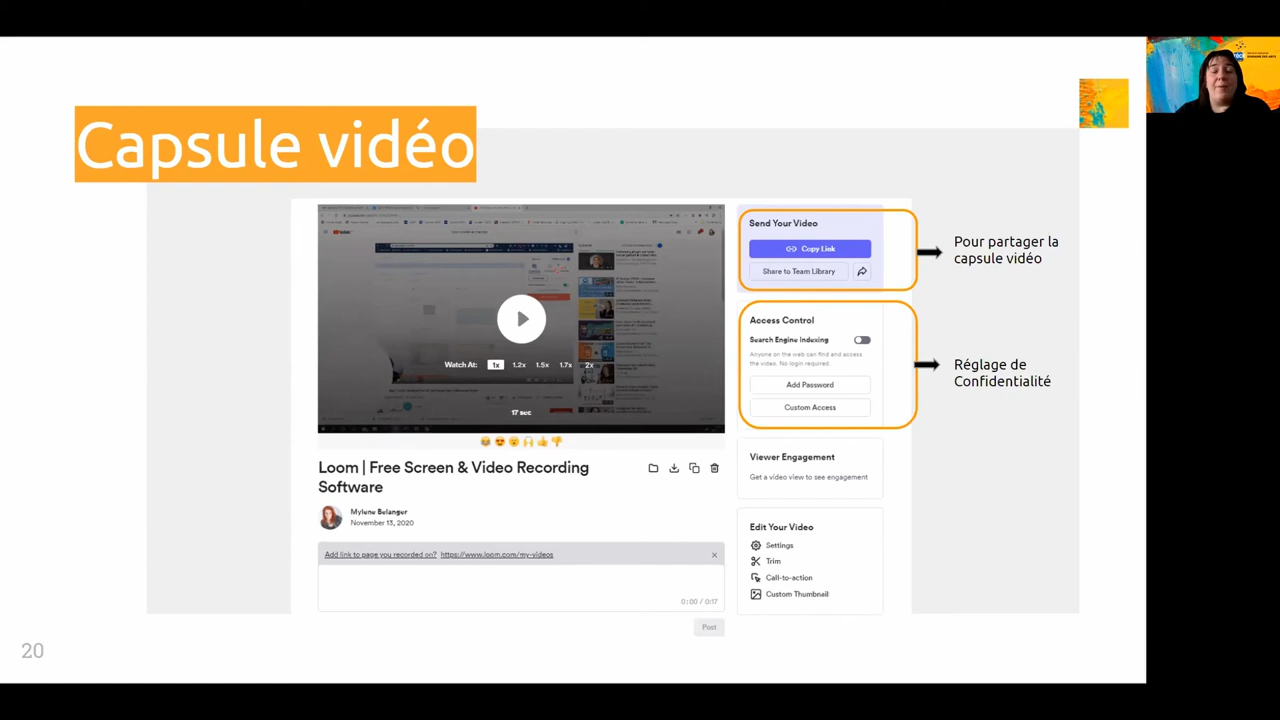 Capsule vidéo
Send Your Video
Copy Link
Share to Team Library
Pour partager la
capsule vidéo
Access Control
Search Engine Indexing
Anyone on the web can find and access
the video. No login required.
Add Password
Custom Access
Réglage de
Confidentialité
Watch At: 1x 1.2x 1.5x 1.7x 2x
17 sec
Loom | Free Screen & Video Recording
Software
Mylene Belanger
November 13, 2020
Add link to page you recorded on? https://www.loom.com/my-videos
0:00 / 0:17
Post
Viewer Engagement
Get a video view to see engagement
Edit Your Video
Settings
Trim
Call-to-action
Custom Thumbnail
20